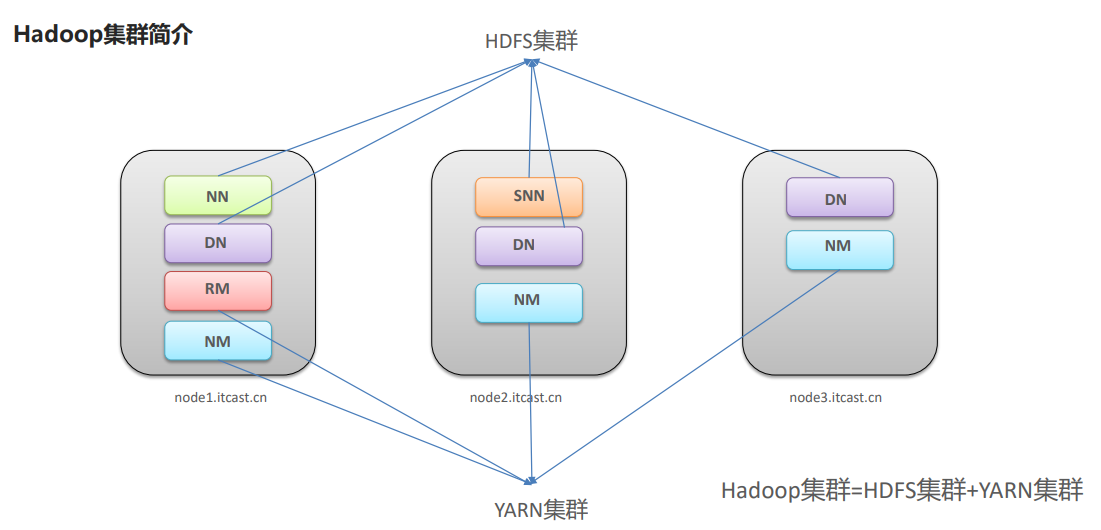 Hadoop集群简介
HDFS集群
NN
DN
RM
NM
node1.itcast.cn
SNN
DN
NM
node2.itcast.cn
DN
NM
node3.itcast.cn
YARN集群
Hadoop集群=HDFS集群+YARN集群